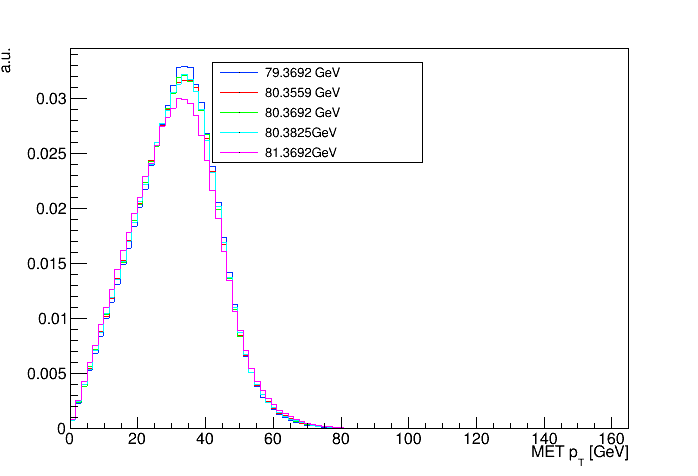 a.u.
79.3692 GeV
80.3559 GeV
80.3692 GeV
80.3825GeV
81.3692GeV
0.03
0.025
0.02
0.015
0.01
0.005
0
0 20 40 60 80 100 120 140 160
MET p_T [GeV]